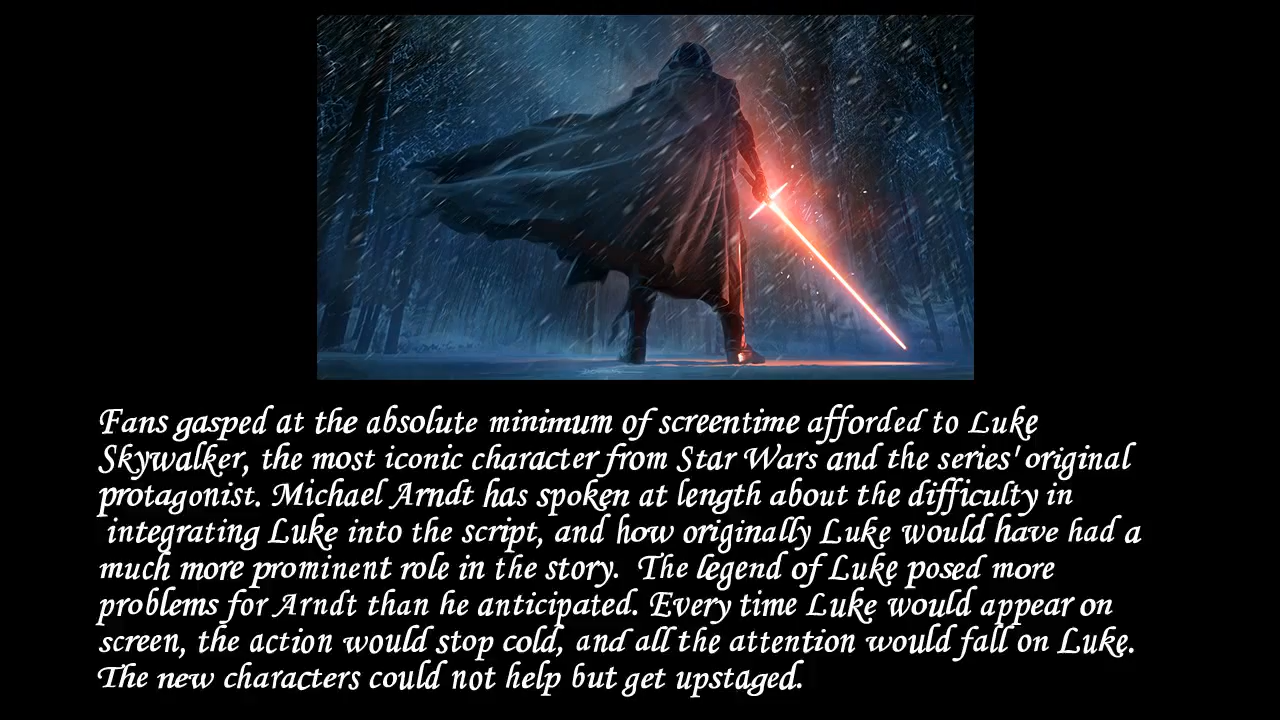 Fans gasped at the absolute minimum of screentime afforded to Luke
Skywalker, the most iconic character from Star Wars and the series' original
protagonist. Michael Arndt has spoken at length about the difficulty in
integrating Luke into the script, and how originally Luke would have had a
much more prominent role in the story. The legend of Luke posed more
problems for Arndt than he anticipated. Every time Luke would appear on
screen, the action would stop cold, and all the attention would fall on Luke.
The new characters could not help but get upstaged.